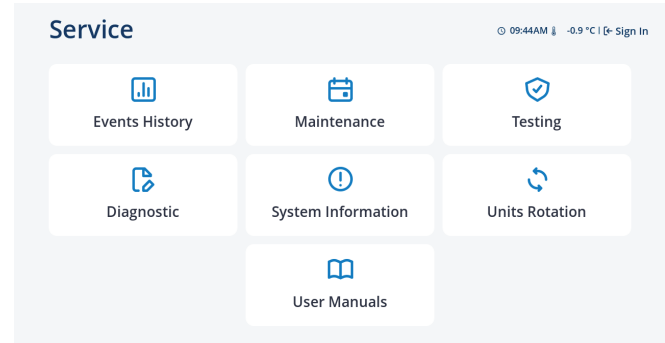 Service
09:44AM -0.9 °C | Sign In
Events History
Maintenance
Testing
Diagnostic
System Information
Units Rotation
User Manuals